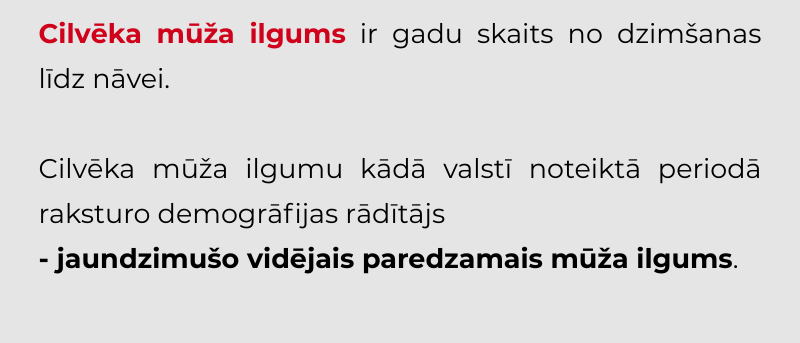 Cilvēka mūža ilgums ir gadu skaits no dzimšanas
līdz nāvei.
Cilvēka mūža ilgumu kādā valstī noteiktā periodā
raksturo demogrāfijas rādītājs
- jaundzimušo vidējais paredzamais mūža ilgums.